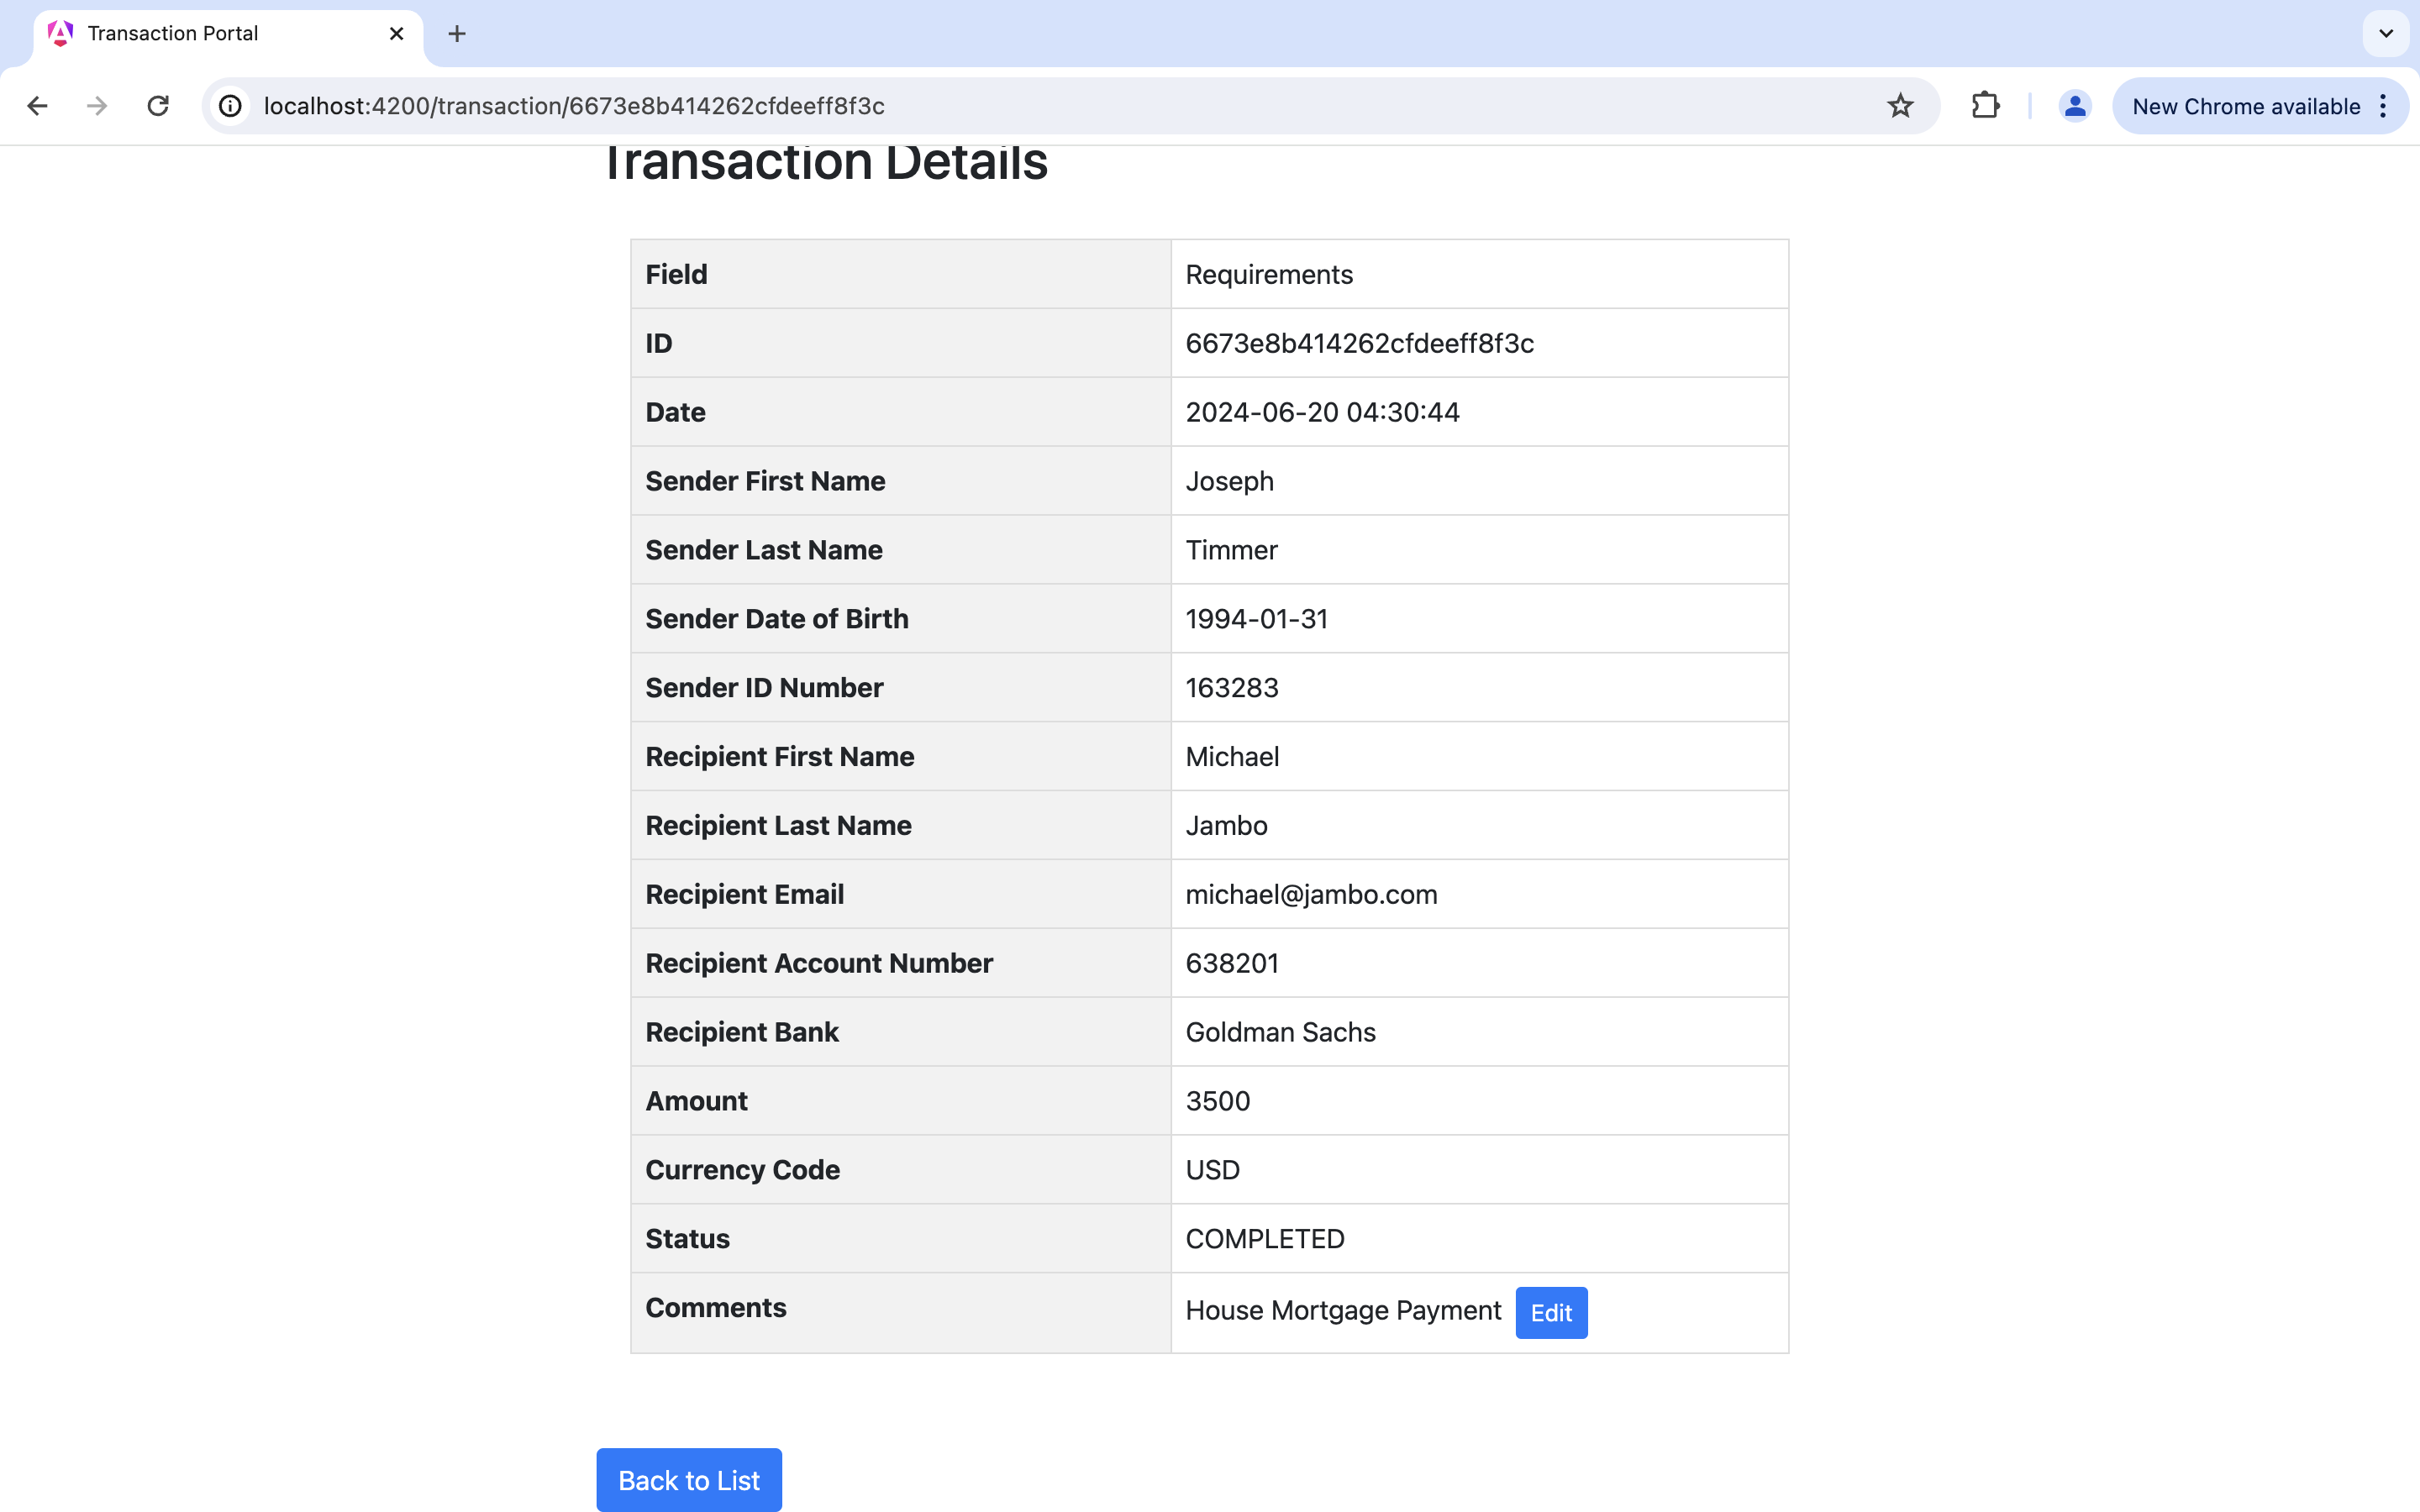 Transaction Portal
localhost:4200/transaction/6673e8b414262cfdeeff8f3c
New Chrome available
Transaction Details
Field Requirements
ID 6673e8b414262cfdeeff8f3c
Date 2024-06-20 04:30:44
Sender First Name Joseph
Sender Last Name Timmer
Sender Date of Birth 1994-01-31
Sender ID Number 163283
Recipient First Name Michael
Recipient Last Name Jambo
Recipient Email michael@jambo.com
Recipient Account Number 638201
Recipient Bank Goldman Sachs
Amount 3500
Currency Code USD
Status COMPLETED
Comments House Mortgage Payment Edit
Back to List